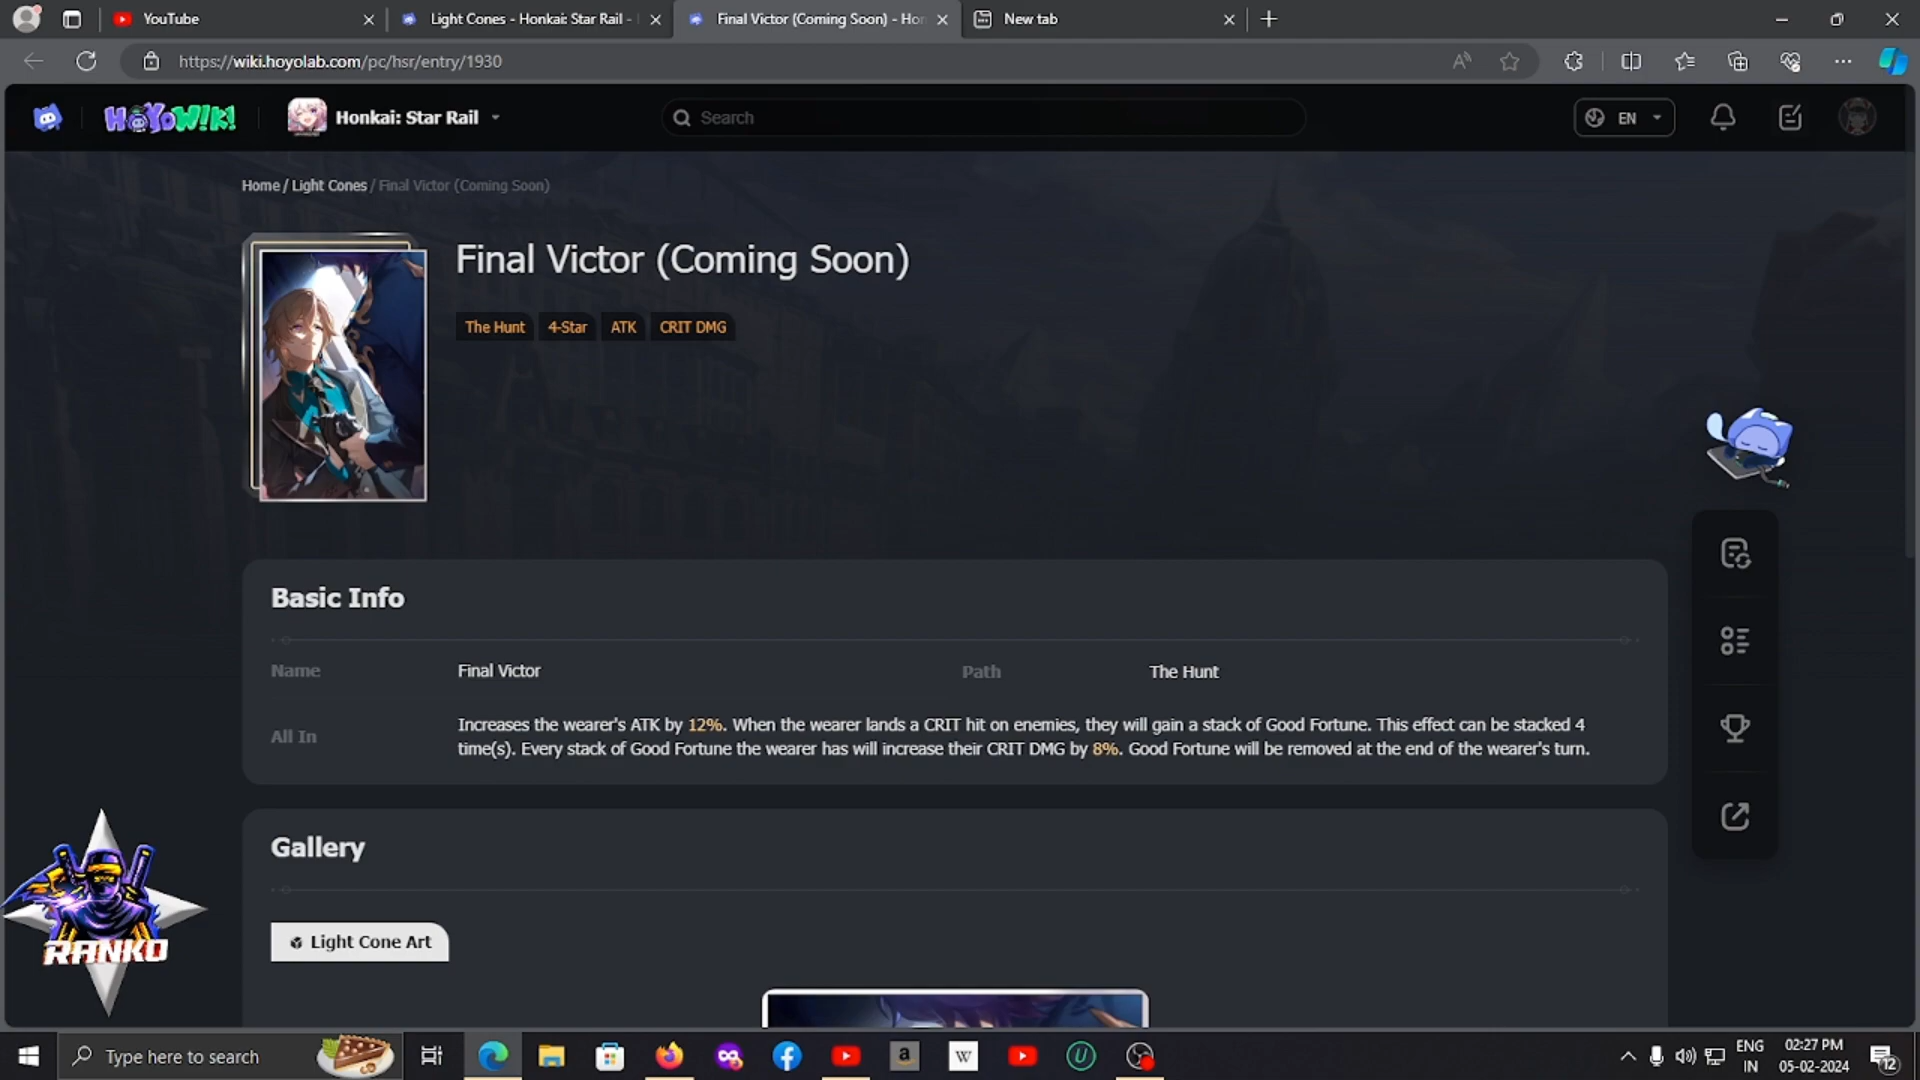 YouTube
Light Cones - Honkai: Star Rail -
Final Victor (Coming Soon) - Hon
New tab
https://wiki.hoyolab.com/pc/hsr/entry/1930
HoYoWiki!
Honkai: Star Rail
Search
EN
Home / Light Cones / Final Victor (Coming Soon)
Final Victor (Coming Soon)
The Hunt 4-Star ATK CRIT DMG
Basic Info
Name Final Victor Path The Hunt
All In
Increases the wearer's ATK by 12%. When the wearer lands a CRIT hit on enemies, they will gain a stack of Good Fortune. This effect can be stacked 4
time(s). Every stack of Good Fortune the wearer has will increase their CRIT DMG by 8%. Good Fortune will be removed at the end of the wearer's turn.
Gallery
Light Cone Art
RANKO
Type here to search
a
W
U
ENG
IN
02:27 PM
05-02-2024
12